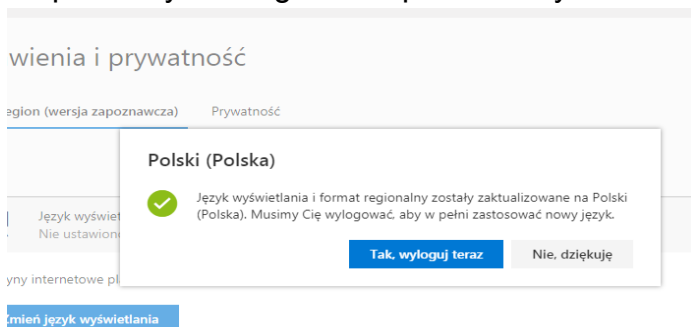 wienia i prywatność
egion (wersja zapoznawcza) Prywatność
Polski (Polska)
Język wyświetlania i format regionalny zostały zaktualizowane na Polski
(Polska). Musimy Cię wylogować, aby w pełni zastosować nowy język.
Język wyświet
Nie ustawion
Tak, wyloguj teraz Nie, dziękuję
yny internetowe pl
Zmień język wyświetlania